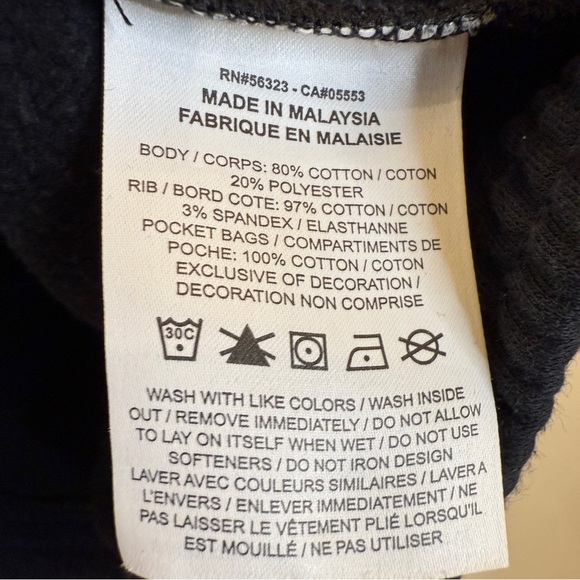 RN#56323 - CA#05553
MADE IN MALAYSIA
FABRIQUE EN MALAISIE
BODY / CORPS: 80% COTTON / COTON
20% POLYESTER
RIB / BORD COTE: 97% COTTON / COTON
3% SPANDEX / ELASTHANNE
POCKET BAGS / COMPARTIMENTS DE
POCHE: 100% COTTON / COTON
EXCLUSIVE OF DECORATION /
DECORATION NON COMPRISE
30C
WASH WITH LIKE COLORS / WASH INSIDE
OUT / REMOVE IMMEDIATELY / DO NOT ALLOW
TO LAY ON ITSELF WHEN WET / DO NOT USE
SOFTENERS / DO NOT IRON DESIGN
LAVER AVEC COULEURS SIMILAIRES / LAVER A
L'ENVERS / ENLEVER IMMEDIATEMENT / NE
PAS LAISSER LE VÊTEMENT PLIÉ LORSQU'IL
EST MOUILLÉ / NE PAS UTILISER